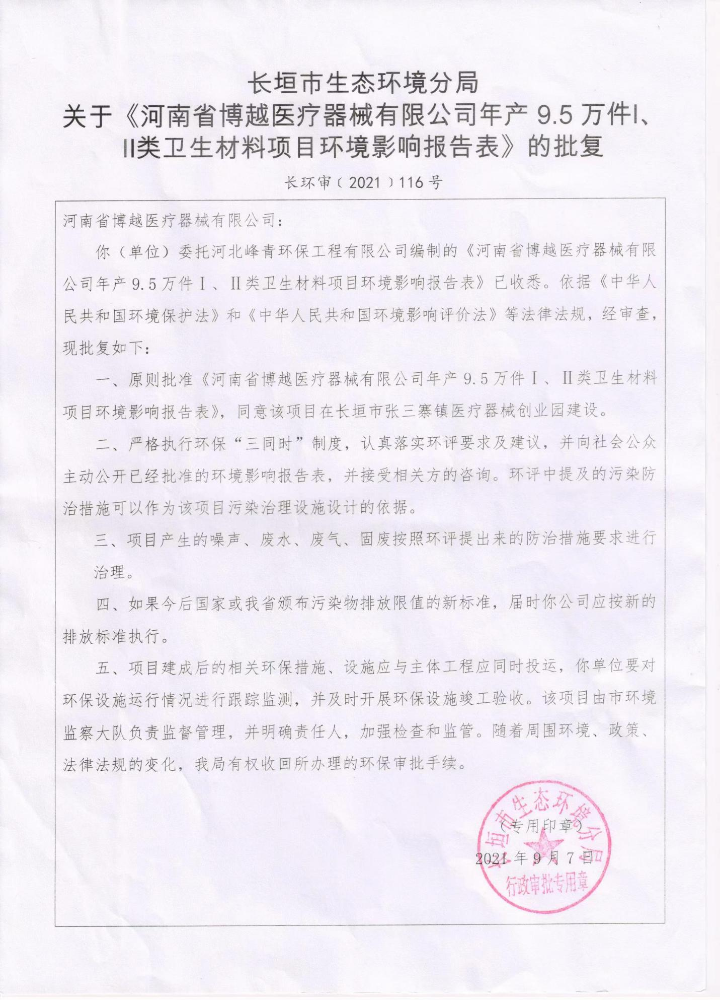 长垣市生态环境分局
关于《河南省博越医疗器械有限公司年产 9.5 万件I、
II类卫生材料项目环境影响报告表》的批复
长环审﹝2021﹞116 号
河南省博越医疗器械有限公司：
你（单位）委托河北峰青环保工程有限公司编制的《河南省博越医疗器械有限
公司年产 9.5 万件Ⅰ、Ⅱ类卫生材料项目环境影响报告表》已收悉。依据《中华人
民共和国环境保护法》和《中华人民共和国环境影响评价法》等法律法规，经审查，
现批复如下：
一、原则批准《河南省博越医疗器械有限公司年产 9.5 万件Ⅰ、Ⅱ类卫生材料
项目环境影响报告表》，同意该项目在长垣市张三寨镇医疗器械创业园建设。
二、严格执行环保“三同时”制度，认真落实环评要求及建议，并向社会公众
主动公开已经批准的环境影响报告表，并接受相关方的咨询。环评中提及的污染防
治措施可以作为该项目污染治理设施设计的依据。
三、项目产生的噪声、废水、废气、固废按照环评提出来的防治措施要求进行
治理。
四、如果今后国家或我省颁布污染物排放限值的新标准，届时你公司应按新的
排放标准执行。
五、项目建成后的相关环保措施、设施应与主体工程应同时投运，你单位要对
环保设施运行情况进行跟踪监测，并及时开展环保设施竣工验收。该项目由市环境
监察大队负责监督管理，并明确责任人，加强检查和监管。随着周围环境、政策、
法律法规的变化，我局有权收回所办理的环保审批手续。
长垣市生态环境分局
（专用印章）
2021 年 9 月 7 日
行政审批专用章